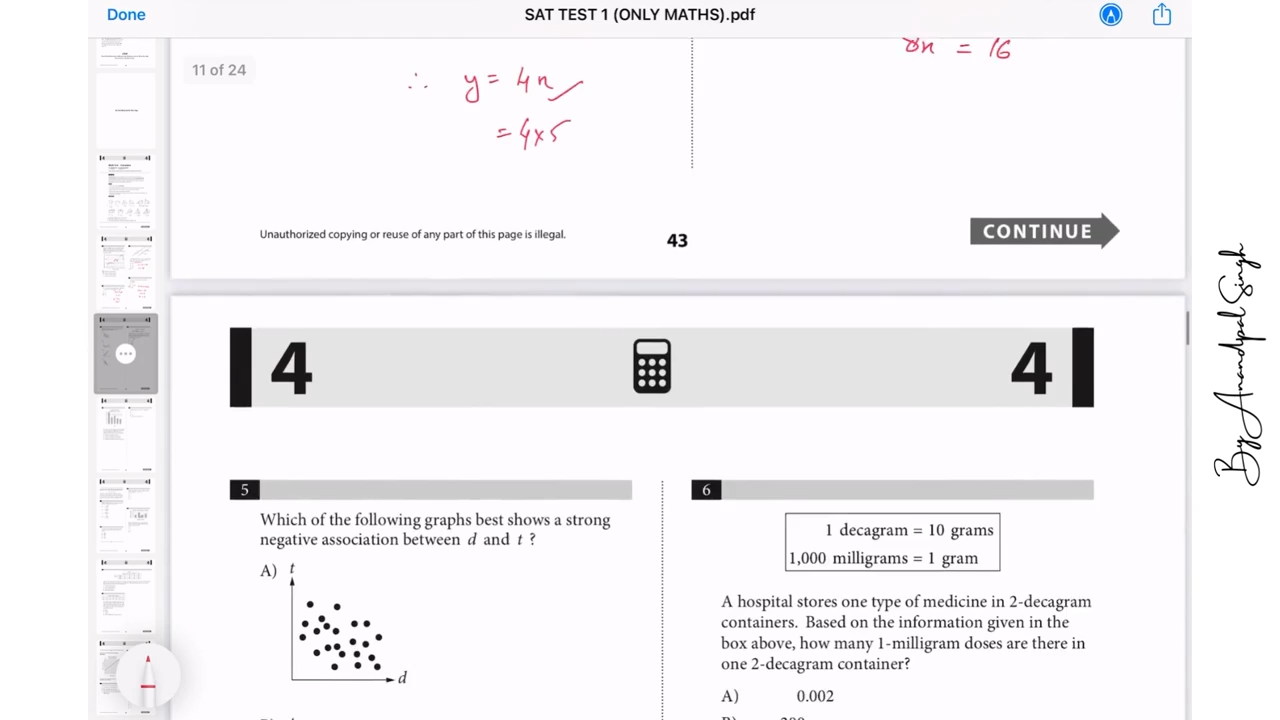 Done
SAT TEST 1 (ONLY MATHS).pdf
11 of 24
∴ y = 4n
= 4×5
8n = 16
Unauthorized copying or reuse of any part of this page is illegal.
43
CONTINUE
4
4
5
Which of the following graphs best shows a strong
negative association between d and t ?
A)
t
d
6
1 decagram = 10 grams
1,000 milligrams = 1 gram
A hospital stores one type of medicine in 2-decagram
containers. Based on the information given in the
box above, how many 1-milligram doses are there in
one 2-decagram container?
A) 0.002
By Anandpal Singh